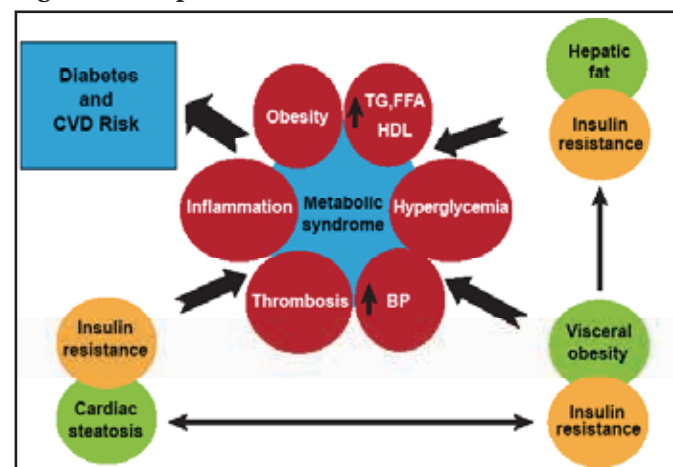 Diabetes
and
CVD Risk
Obesity
TG,FFA
HDL
Hepatic
fat
Insulin
resistance
Inflammation
Metabolic
syndrome
Hyperglycemia
Thrombosis
BP
Insulin
resistance
Cardiac
steatosis
Visceral
obesity
Insulin
resistance